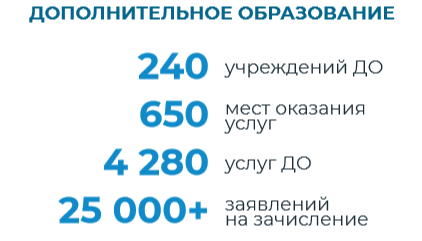 ДОПОЛНИТЕЛЬНОЕ ОБРАЗОВАНИЕ
240 учреждений ДО
650 мест оказания
услуг
4 280 услуг ДО
25 000+ заявлений
на зачисление